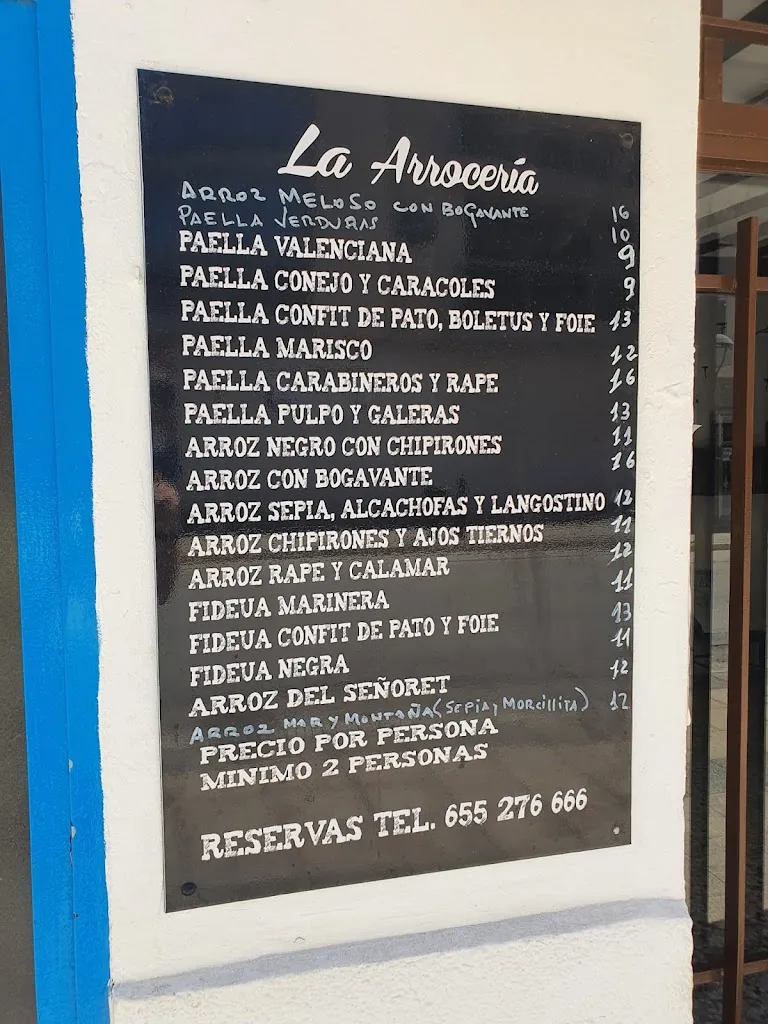 La Arrocería
ARROZ MELOSO CON BOGAVANTE 16
PAELLA VERDURAS 10
PAELLA VALENCIANA 9
PAELLA CONEJO Y CARACOLES 9
PAELLA CONFIT DE PATO, BOLETUS Y FOIE 13
PAELLA MARISCO 12
PAELLA CARABINEROS Y RAPE 16
PAELLA PULPO Y GALERAS 13
ARROZ NEGRO CON CHIPIRONES 11
ARROZ CON BOGAVANTE 16
ARROZ SEPIA, ALCACHOFAS Y LANGOSTINO 12
ARROZ CHIPIRONES Y AJOS TIERNOS 11
ARROZ RAPE Y CALAMAR 12
FIDEUA MARINERA 11
FIDEUA CONFIT DE PATO Y FOIE 13
FIDEUA NEGRA 11
ARROZ DEL SEÑORET 12
ARROZ MAR Y MONTAÑA (SEPIA Y MORCILLITA) 12
PRECIO POR PERSONA
MINIMO 2 PERSONAS
RESERVAS TEL. 655 276 666